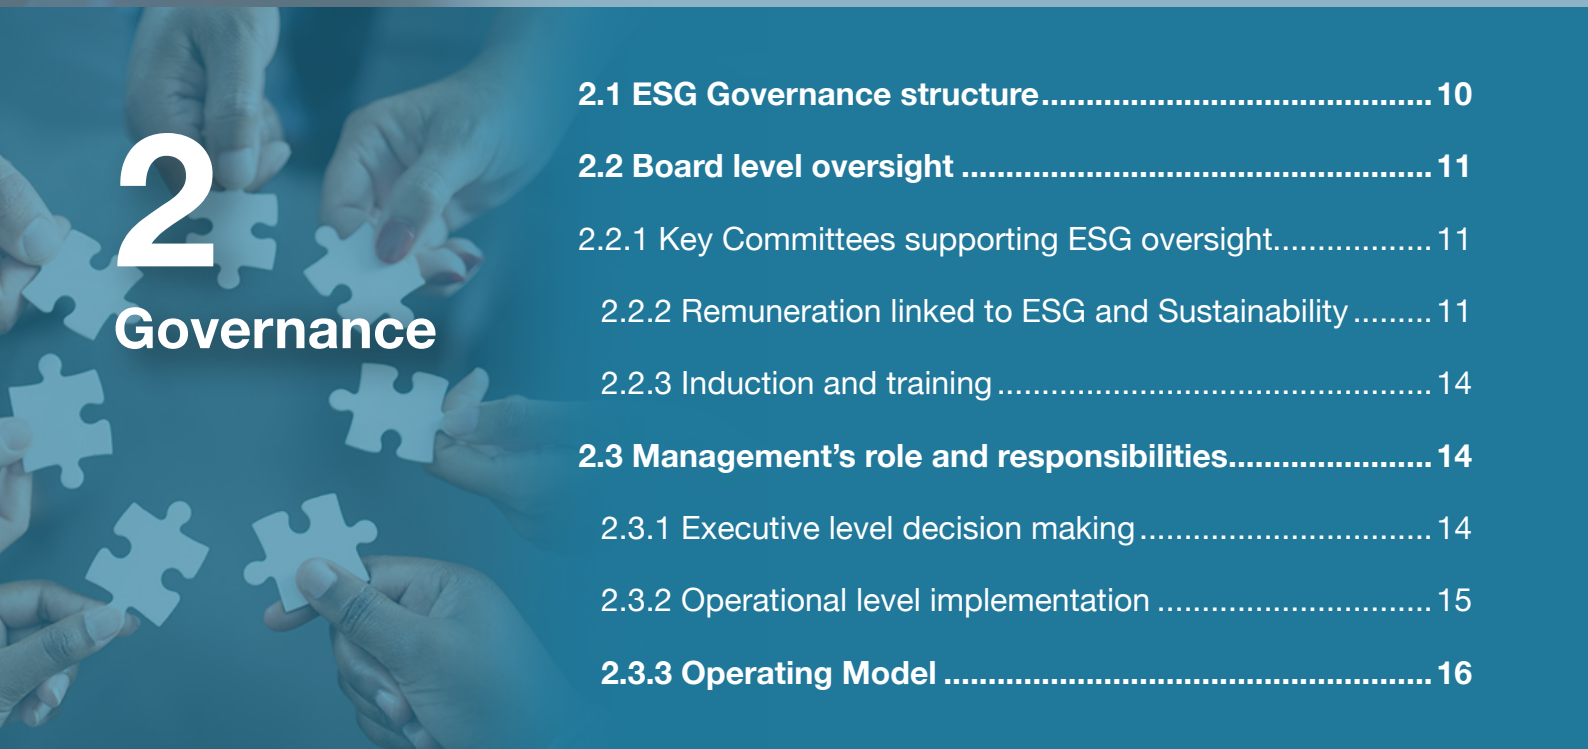 2
Governance
2.1 ESG Governance structure............................................ 10
2.2 Board level oversight ..................................................... 11
2.2.1 Key Committees supporting ESG oversight.................. 11
2.2.2 Remuneration linked to ESG and Sustainability ......... 11
2.2.3 Induction and training ................................................. 14
2.3 Management’s role and responsibilities....................... 14
2.3.1 Executive level decision making ................................. 14
2.3.2 Operational level implementation ............................... 15
2.3.3 Operating Model ....................................................... 16